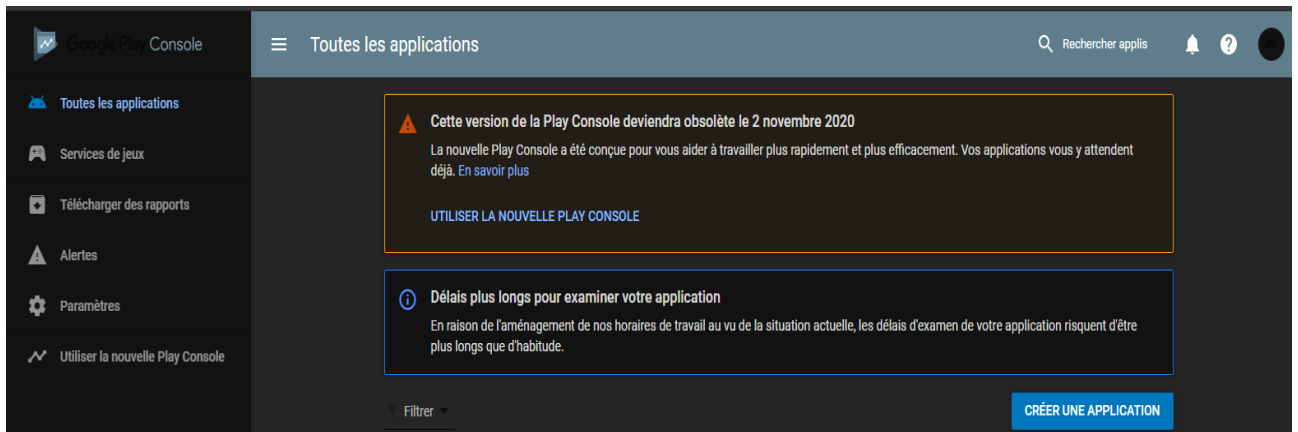 Google Play Console
Toutes les applications
Rechercher applis
Toutes les applications
Services de jeux
Télécharger des rapports
Alertes
Paramètres
Utiliser la nouvelle Play Console
Cette version de la Play Console deviendra obsolète le 2 novembre 2020
La nouvelle Play Console a été conçue pour vous aider à travailler plus rapidement et plus efficacement. Vos applications vous y attendent
déjà. En savoir plus
UTILISER LA NOUVELLE PLAY CONSOLE
Délais plus longs pour examiner votre application
En raison de l'aménagement de nos horaires de travail au vu de la situation actuelle, les délais d'examen de votre application risquent d'être
plus longs que d'habitude.
Filtrer
CRÉER UNE APPLICATION